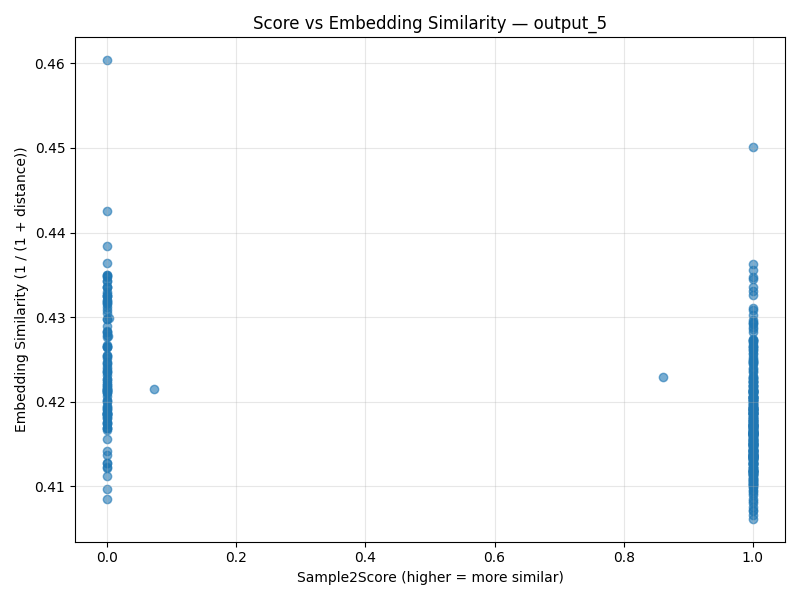 Score vs Embedding Similarity — output_5
Embedding Similarity (1 / (1 + distance))
0.46
0.45
0.44
0.43
0.42
0.41
0.0 0.2 0.4 0.6 0.8 1.0
Sample2Score (higher = more similar)